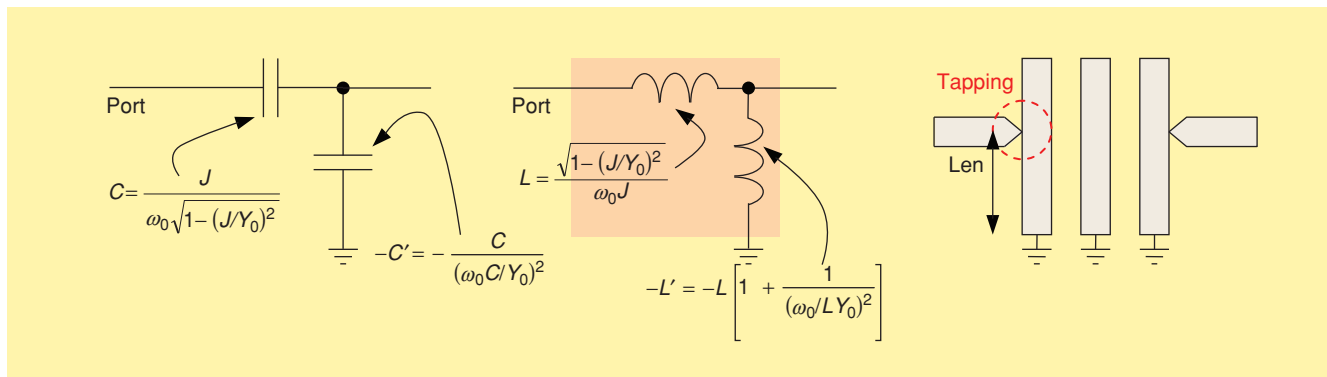 Port
C = J / (ω₀√(1 – (J/Y₀)²))
–C′ = – C / (ω₀C/Y₀)²
Port
L = √(1 – (J/Y₀)²) / (ω₀J)
–L′ = –L [1 + 1 / (ω₀/LY₀)²]
Tapping
Len